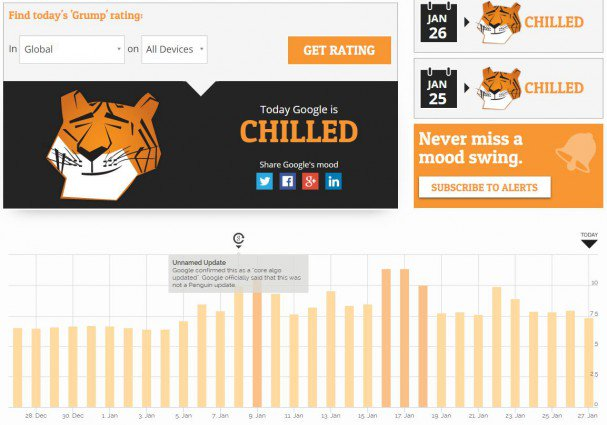 Find today's 'Grump' rating:
In Global on All Devices GET RATING
Today Google is
CHILLED
Share Google's mood
JAN
26
CHILLED
JAN
25
CHILLED
Never miss a
mood swing.
SUBSCRIBE TO ALERTS
TODAY
Unnamed Update
Google confirmed this as a "core algo
updated". Google officially said that this was
not a Penguin update.
10
7.5
5.0
2.5
0.0
28. Dec 30. Dec 1. Jan 3. Jan 5. Jan 7. Jan 9. Jan 11. Jan 13. Jan 15. Jan 17. Jan 19. Jan 21. Jan 23. Jan 25. Jan 27. Jan